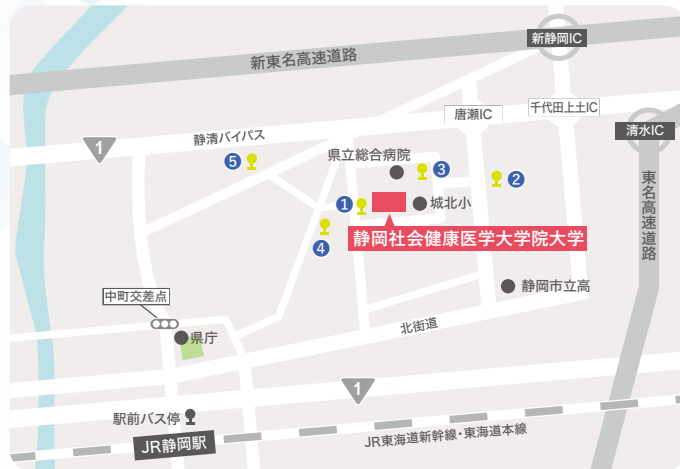 新静岡IC
新東名高速道路
唐瀬IC
千代田上土IC
清水IC
静清バイパス
1
県立総合病院
5
3
2
東名高速道路
1
城北小
静岡社会健康医学大学院大学
4
静岡市立高
中町交差点
北街道
県庁
1
駅前バス停
JR静岡駅
JR東海道新幹線・東海道本線